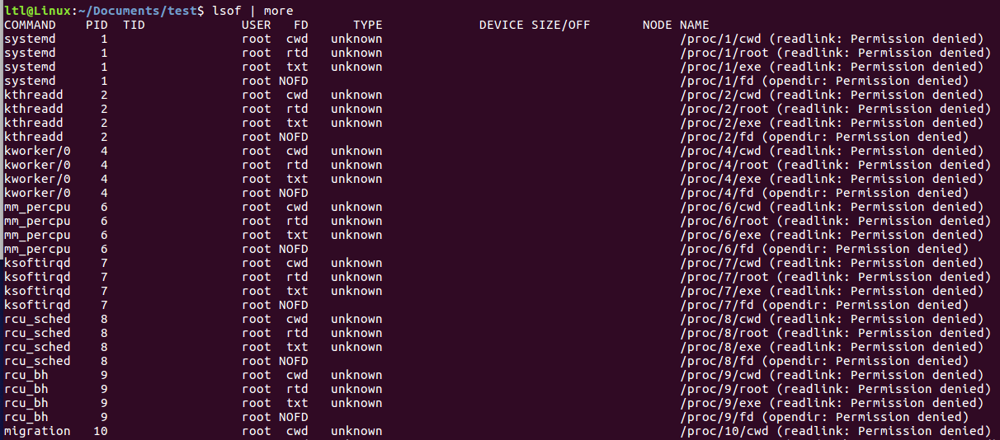 ltl@Linux:~/Documents/test$ lsof | more
COMMAND    PID  TID             USER   FD      TYPE             DEVICE SIZE/OFF       NODE NAME
systemd      1                  root  cwd   unknown                                        /proc/1/cwd (readlink: Permission denied)
systemd      1                  root  rtd   unknown                                        /proc/1/root (readlink: Permission denied)
systemd      1                  root  txt   unknown                                        /proc/1/exe (readlink: Permission denied)
systemd      1                  root NOFD                                                  /proc/1/fd (opendir: Permission denied)
kthreadd     2                  root  cwd   unknown                                        /proc/2/cwd (readlink: Permission denied)
kthreadd     2                  root  rtd   unknown                                        /proc/2/root (readlink: Permission denied)
kthreadd     2                  root  txt   unknown                                        /proc/2/exe (readlink: Permission denied)
kthreadd     2                  root NOFD                                                  /proc/2/fd (opendir: Permission denied)
kworker/0    4                  root  cwd   unknown                                        /proc/4/cwd (readlink: Permission denied)
kworker/0    4                  root  rtd   unknown                                        /proc/4/root (readlink: Permission denied)
kworker/0    4                  root  txt   unknown                                        /proc/4/exe (readlink: Permission denied)
kworker/0    4                  root NOFD                                                  /proc/4/fd (opendir: Permission denied)
mm_percpu    6                  root  cwd   unknown                                        /proc/6/cwd (readlink: Permission denied)
mm_percpu    6                  root  rtd   unknown                                        /proc/6/root (readlink: Permission denied)
mm_percpu    6                  root  txt   unknown                                        /proc/6/exe (readlink: Permission denied)
mm_percpu    6                  root NOFD                                                  /proc/6/fd (opendir: Permission denied)
ksoftirqd    7                  root  cwd   unknown                                        /proc/7/cwd (readlink: Permission denied)
ksoftirqd    7                  root  rtd   unknown                                        /proc/7/root (readlink: Permission denied)
ksoftirqd    7                  root  txt   unknown                                        /proc/7/exe (readlink: Permission denied)
ksoftirqd    7                  root NOFD                                                  /proc/7/fd (opendir: Permission denied)
rcu_sched    8                  root  cwd   unknown                                        /proc/8/cwd (readlink: Permission denied)
rcu_sched    8                  root  rtd   unknown                                        /proc/8/root (readlink: Permission denied)
rcu_sched    8                  root  txt   unknown                                        /proc/8/exe (readlink: Permission denied)
rcu_sched    8                  root NOFD                                                  /proc/8/fd (opendir: Permission denied)
rcu_bh       9                  root  cwd   unknown                                        /proc/9/cwd (readlink: Permission denied)
rcu_bh       9                  root  rtd   unknown                                        /proc/9/root (readlink: Permission denied)
rcu_bh       9                  root  txt   unknown                                        /proc/9/exe (readlink: Permission denied)
rcu_bh       9                  root NOFD                                                  /proc/9/fd (opendir: Permission denied)
migration   10                  root  cwd   unknown                                        /proc/10/cwd (readlink: Permission denied)